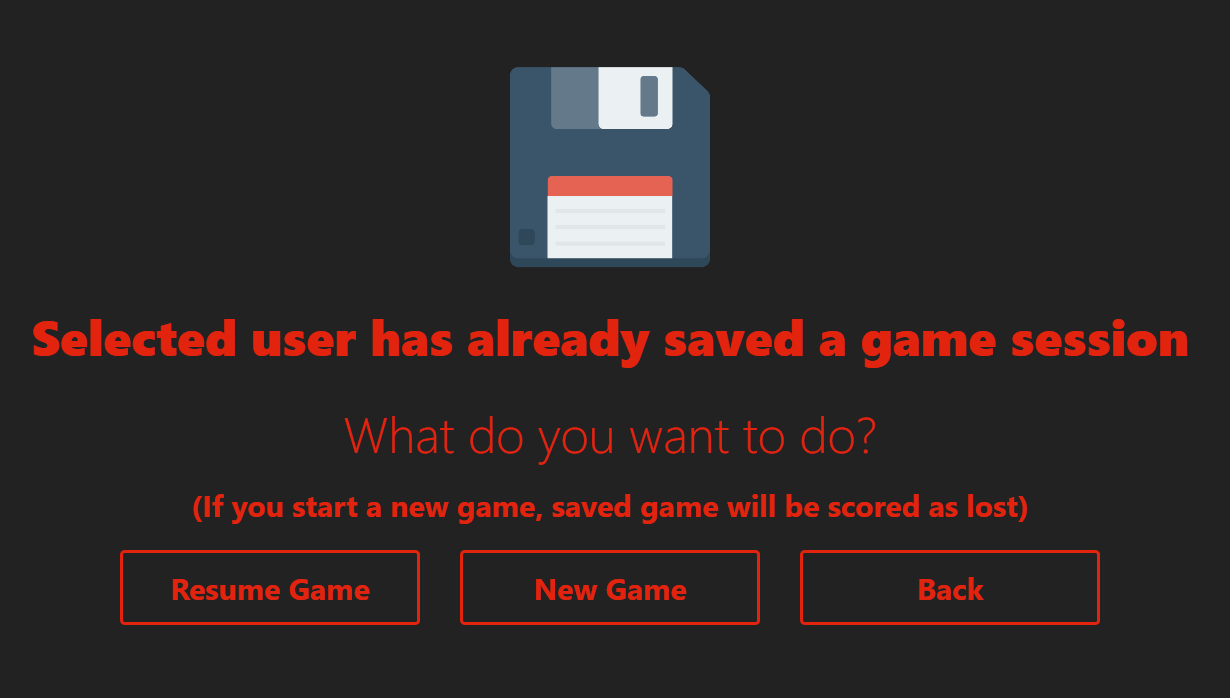 Selected user has already saved a game session
What do you want to do?
(If you start a new game, saved game will be scored as lost)
Resume Game
New Game
Back